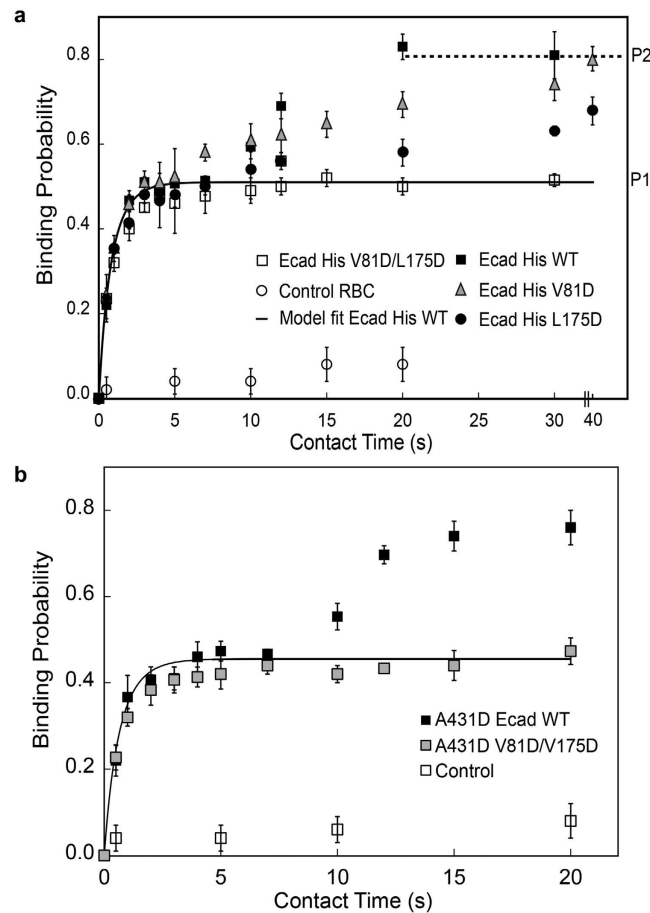 a
Binding Probability
0.8
0.6
0.4
0.2
0.0
P2
P1
Ecad His V81D/L175D
Control RBC
Model fit Ecad His WT
Ecad His WT
Ecad His V81D
Ecad His L175D
0 5 10 15 20 25 30 40
Contact Time (s)
b
Binding Probability
0.8
0.6
0.4
0.2
0.0
A431D Ecad WT
A431D V81D/V175D
Control
0 5 10 15 20
Contact Time (s)